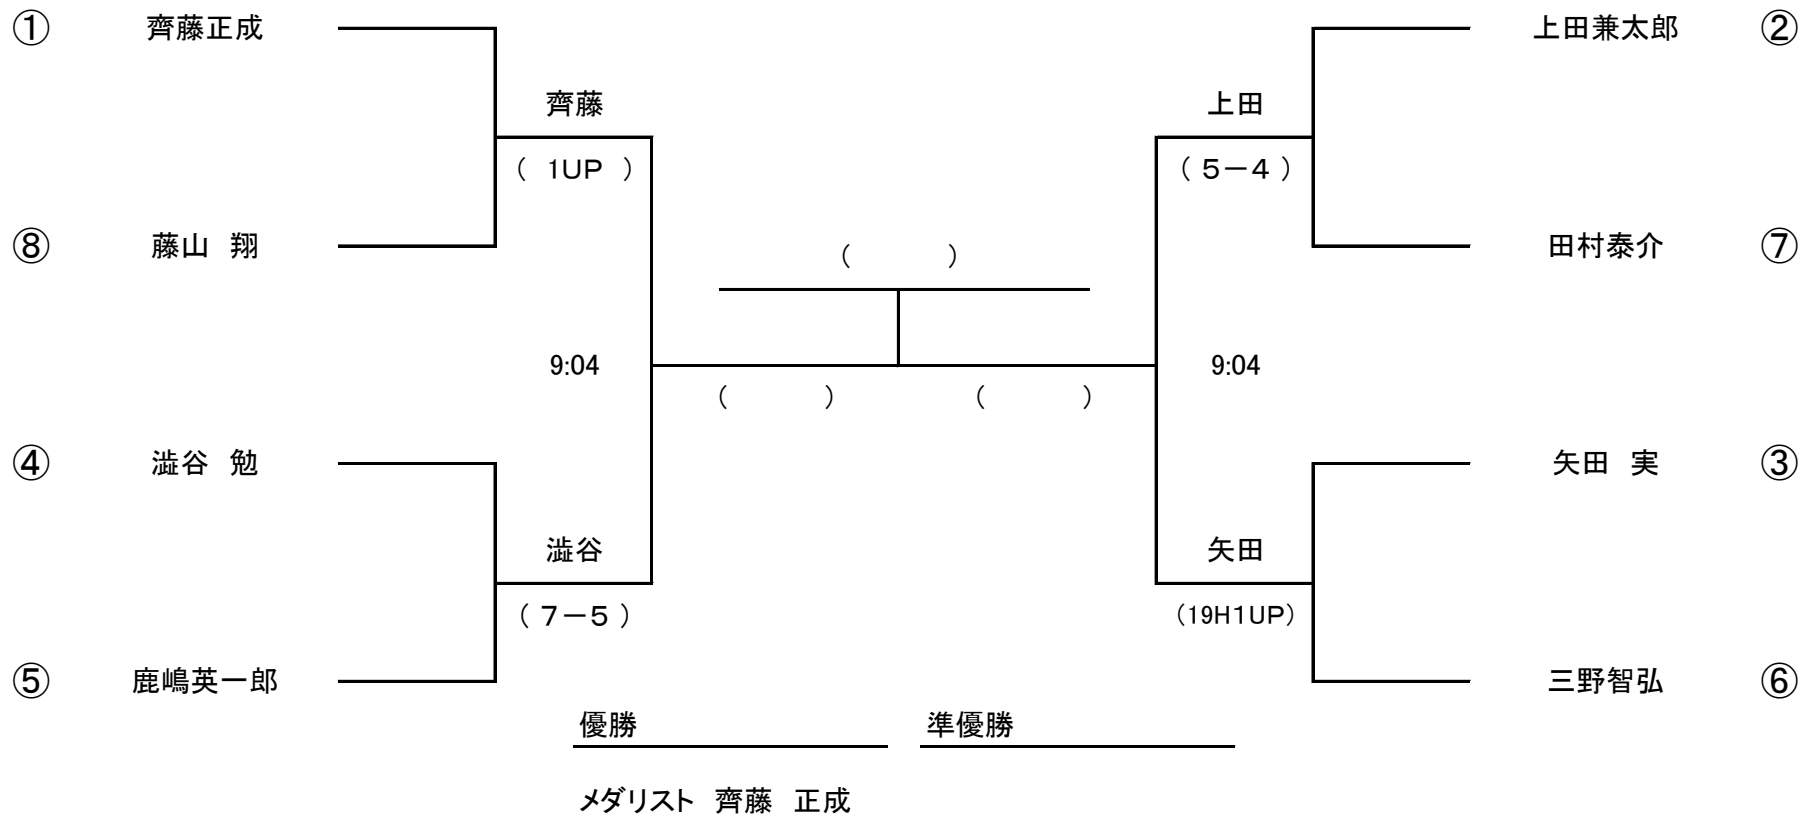 ① 齊藤正成 上田兼太郎 ②
齊藤 上田
( 1UP ) ( 5－4 )
⑧ 藤山 翔 ( ) 田村泰介 ⑦
9:04 9:04
( ) ( )
④ 澁谷 勉 矢田 実 ③
澁谷 矢田
( 7－5 ) (19H1UP)
⑤ 鹿嶋英一郎 三野智弘 ⑥
優勝 準優勝
メダリスト 齊藤 正成